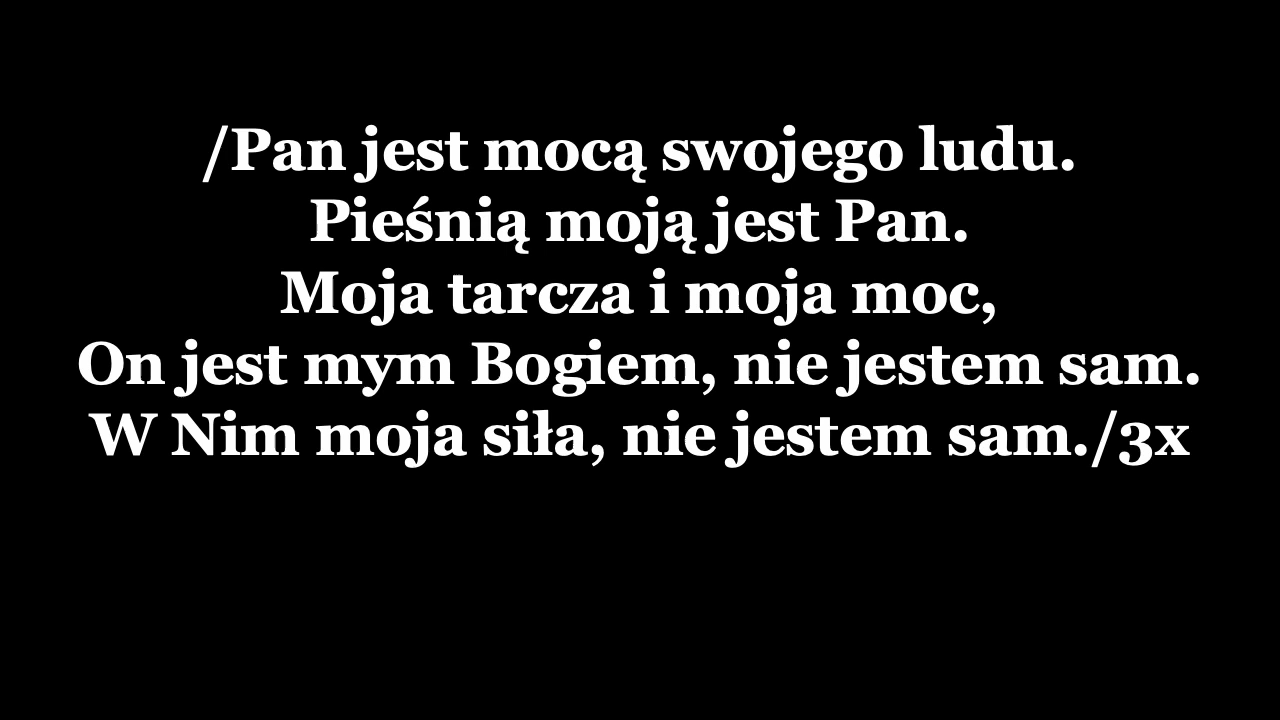 /Pan jest mocą swojego ludu.
Pieśnią moją jest Pan.
Moja tarcza i moja moc,
On jest mym Bogiem, nie jestem sam.
W Nim moja siła, nie jestem sam./3x